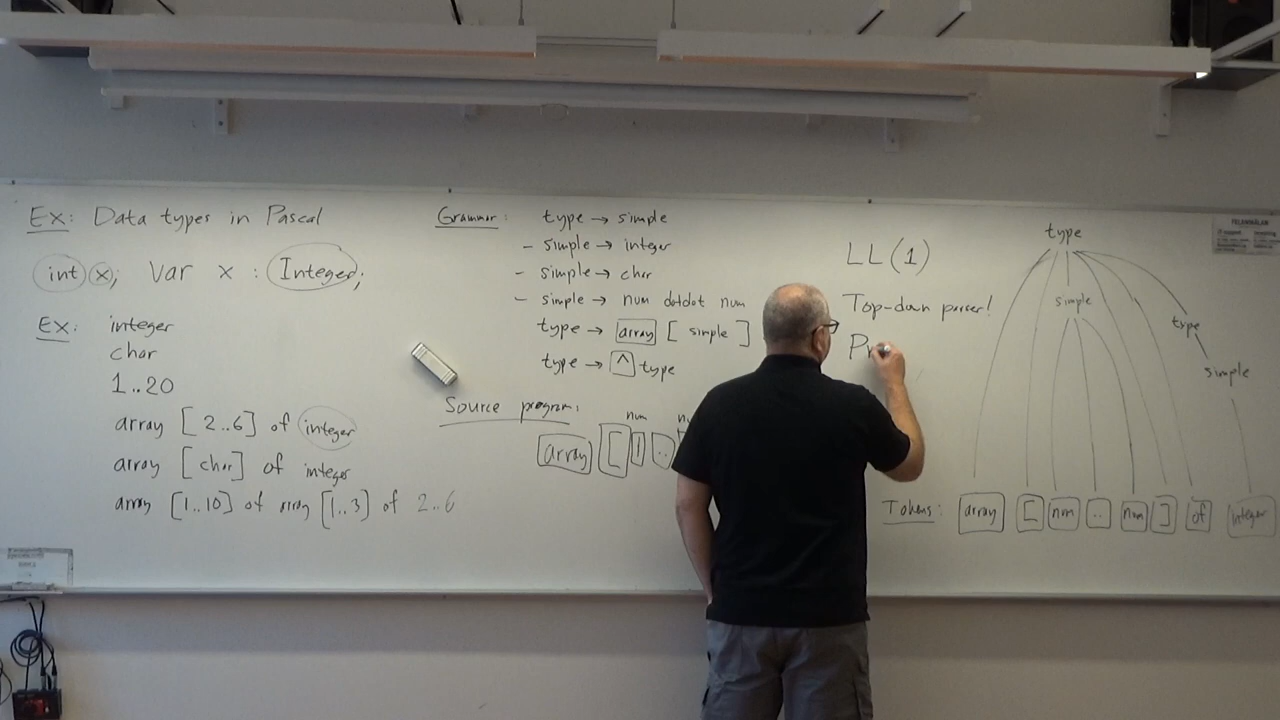 Ex: Data types in Pascal
int x; Var x : Integer;
Ex: integer
char
1..20
array [ 2..6 ] of integer
array [ char ] of integer
array [1..10] of array [1..3] of 2..6
Grammar: type → simple
- simple → integer
- simple → char
- simple → num dotdot num
type → array [ simple ]
type → ^ type
Source program:
num
array [ 1 ..
LL(1)
Top-down parser!
Pr
type
simple
type
simple
Tokens: array [ num .. num ] of integer
TELEANMÄLAN